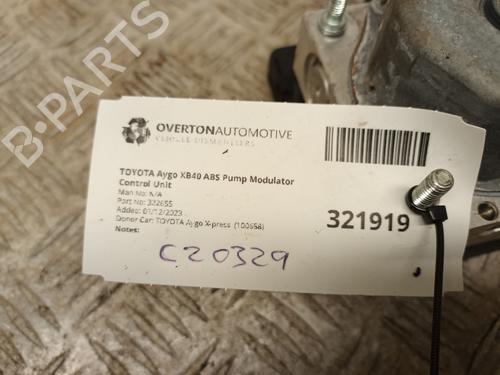 OVERTONAUTOMOTIVE
VEHICLE DISMANTLERS
TOYOTA Aygo XB40 ABS Pump Modulator
Control Unit
Man No: N/A
Part No: 322655
Added: 01/12/2023
Donor Car: TOYOTA Aygo X-press (100658)
Notes:
321919
C20329
B-PARTS